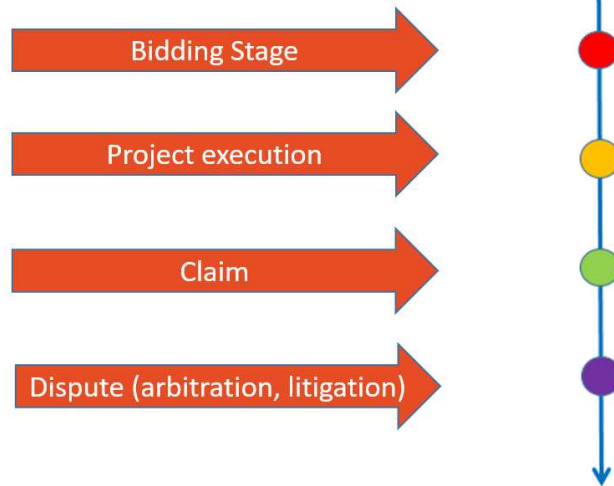 Bidding Stage
Project execution
Claim
Dispute (arbitration, litigation)